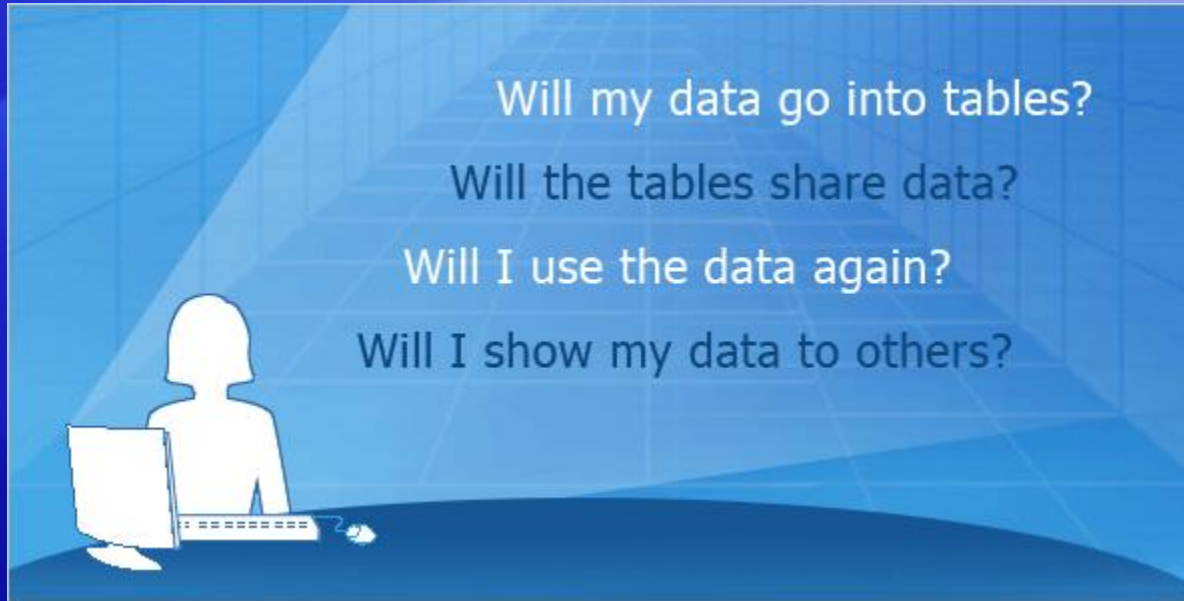 Will my data go into tables?
Will the tables share data?
Will I use the data again?
Will I show my data to others?